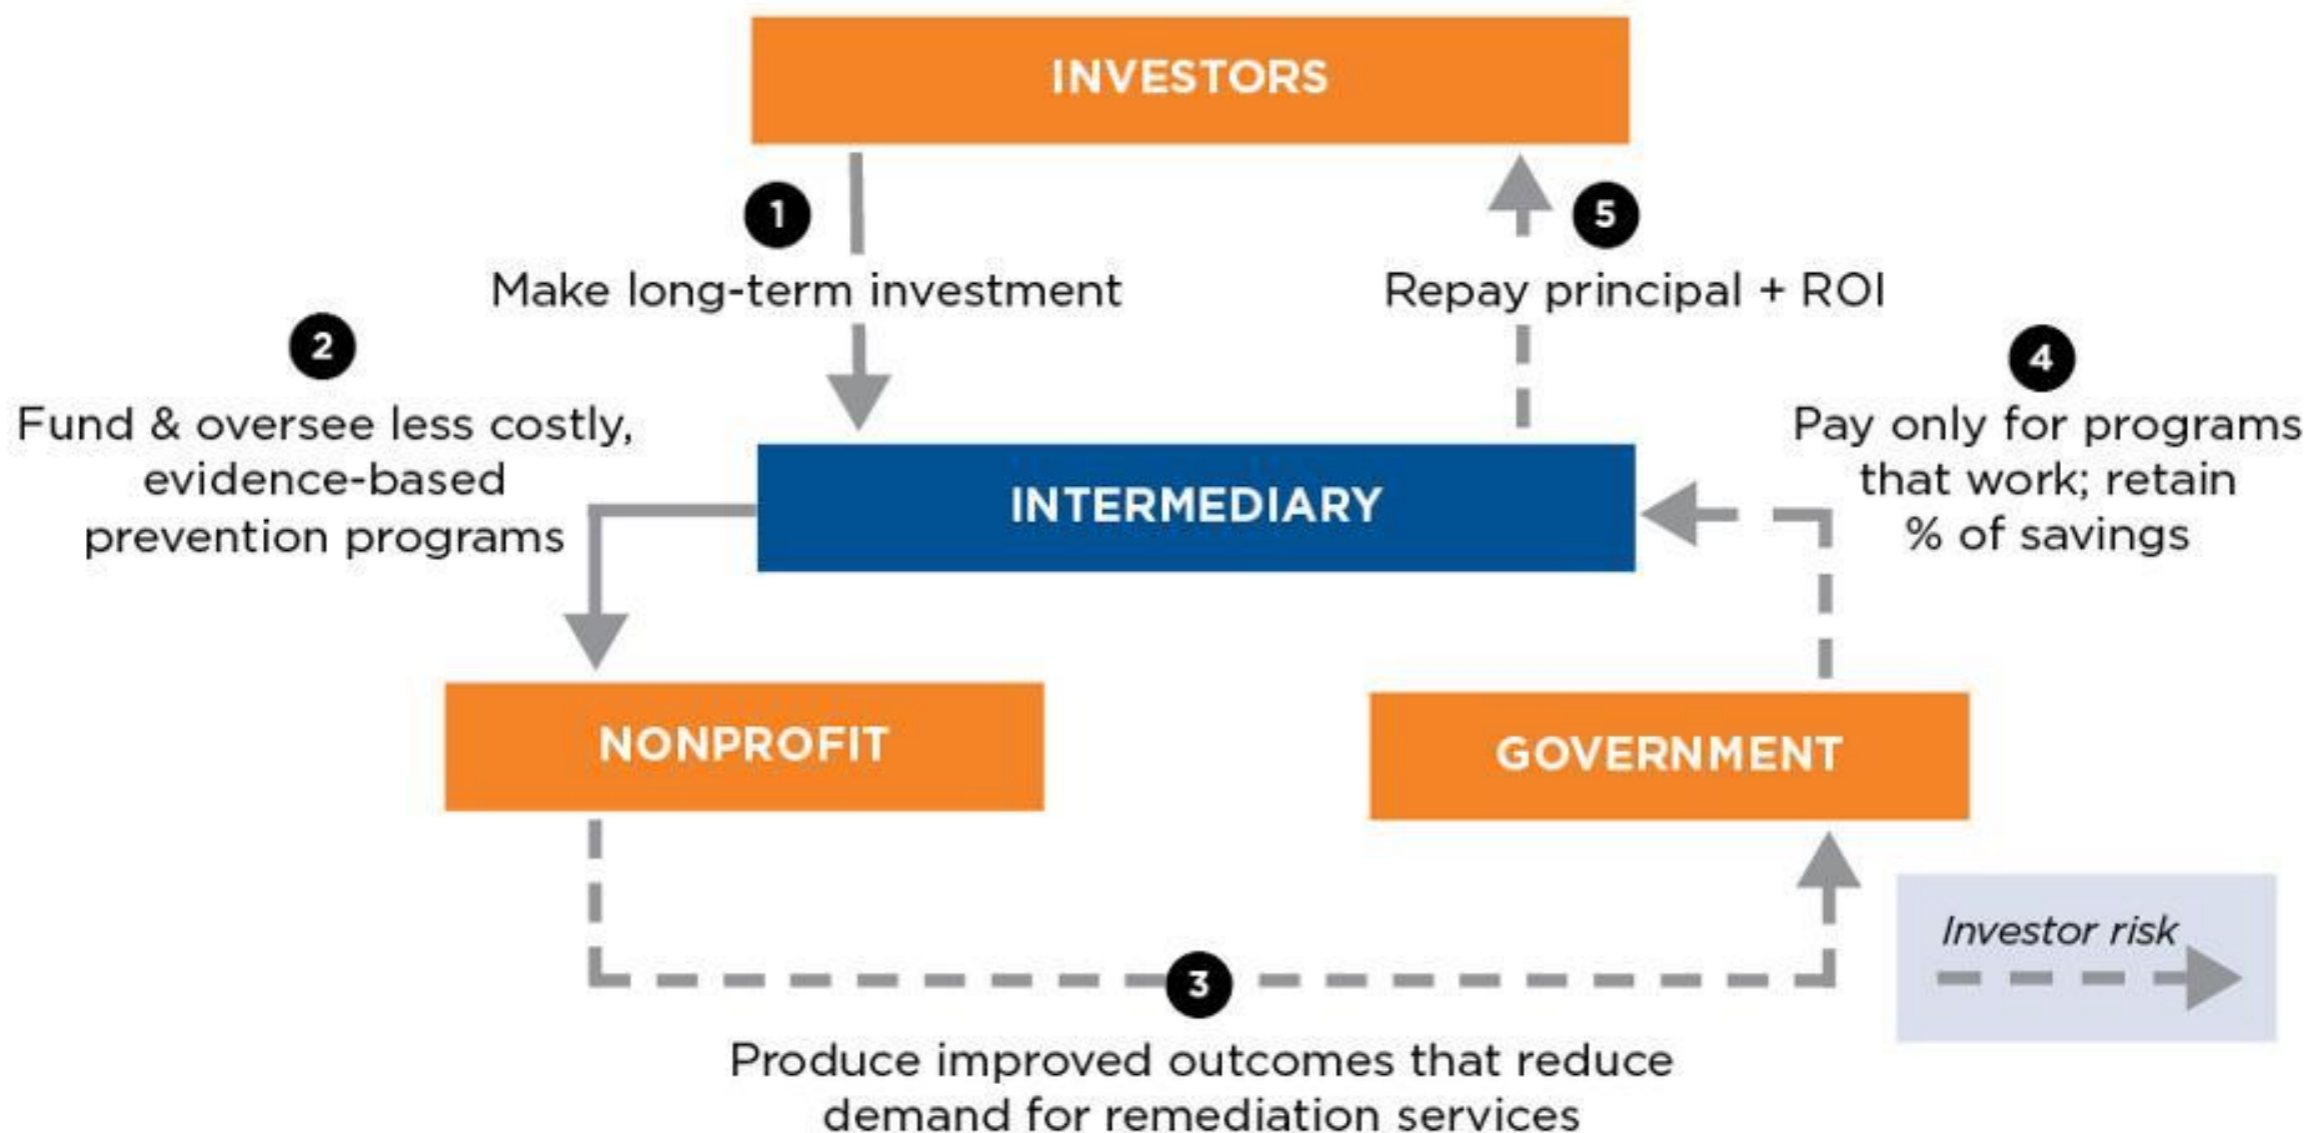 INVESTORS
1
Make long-term investment
5
Repay principal + ROI
2
Fund & oversee less costly,
evidence-based
prevention programs
4
Pay only for programs
that work; retain
% of savings
INTERMEDIARY
NONPROFIT
GOVERNMENT
Investor risk
3
Produce improved outcomes that reduce
demand for remediation services